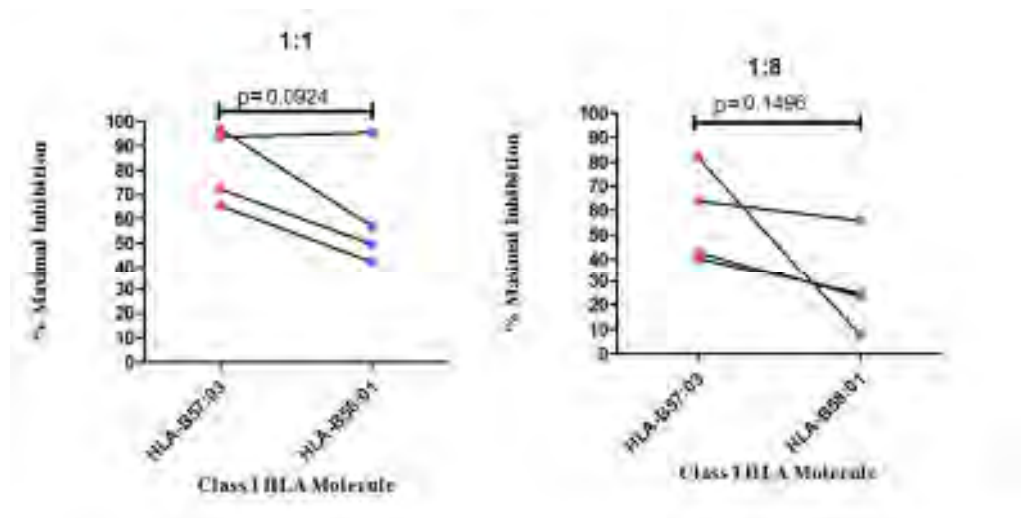 1:1
p=0.0924
100
90
80
70
60
50
40
30
20
10
0
% Maximal Inhibition
HLA-B57:03
HLA-B58:01
Class I HLA Molecule
1:8
p=0.1496
100
90
80
70
60
50
40
30
20
10
0
% Maximal Inhibition
HLA-B57:03
HLA-B58:01
Class I HLA Molecule